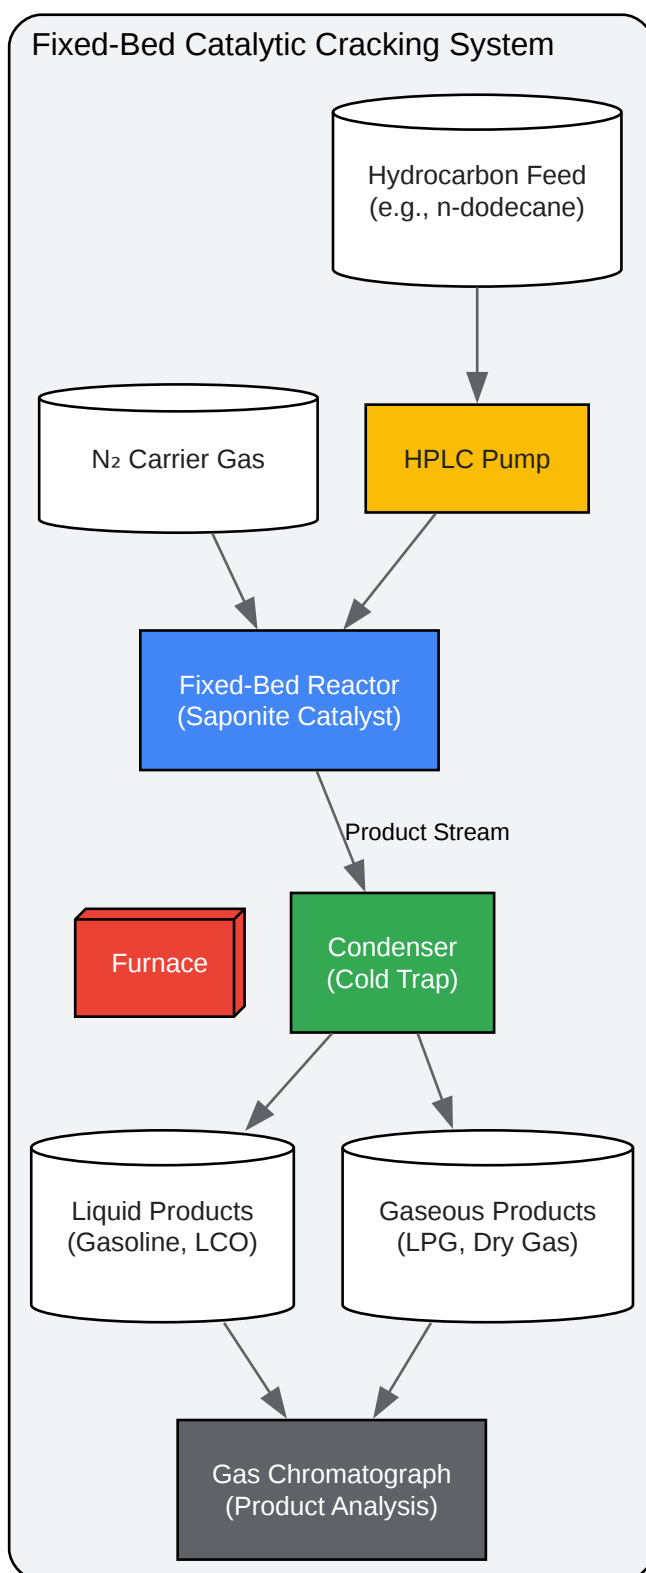 Fixed-Bed Catalytic Cracking System
Hydrocarbon Feed
(e.g., n-dodecane)
N₂ Carrier Gas
HPLC Pump
Fixed-Bed Reactor
(Saponite Catalyst)
Product Stream
Furnace
Condenser
(Cold Trap)
Liquid Products
(Gasoline, LCO)
Gaseous Products
(LPG, Dry Gas)
Gas Chromatograph
(Product Analysis)